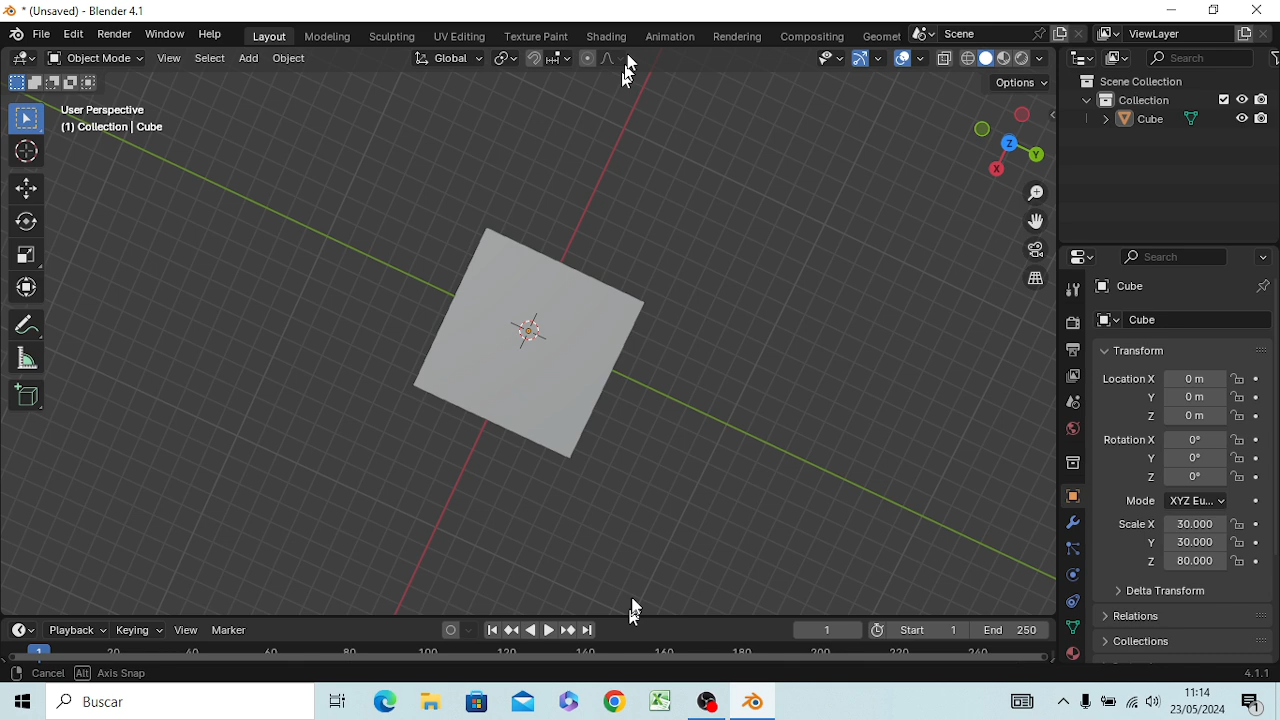 * (Unsaved) - Blender 4.1
File Edit Render Window Help Layout Modeling Sculpting UV Editing Texture Paint Shading Animation Rendering Compositing Geomet Scene ViewLayer
Object Mode View Select Add Object Global Search
Options
User Perspective
(1) Collection | Cube
Scene Collection
Collection
Cube
Z
Y
X
Search
Cube
Cube
Transform
Location X 0 m
Y 0 m
Z 0 m
Rotation X 0°
Y 0°
Z 0°
Mode XYZ Eu...
Scale X 30.000
Y 30.000
Z 80.000
Delta Transform
Relations
Collections
Playback Keying View Marker 1 Start 1 End 250
1 20 40 60 80 100 120 140 160 180 200 220 240
Cancel Alt Axis Snap 4.1.1
Buscar
11:14
23/05/2024
1